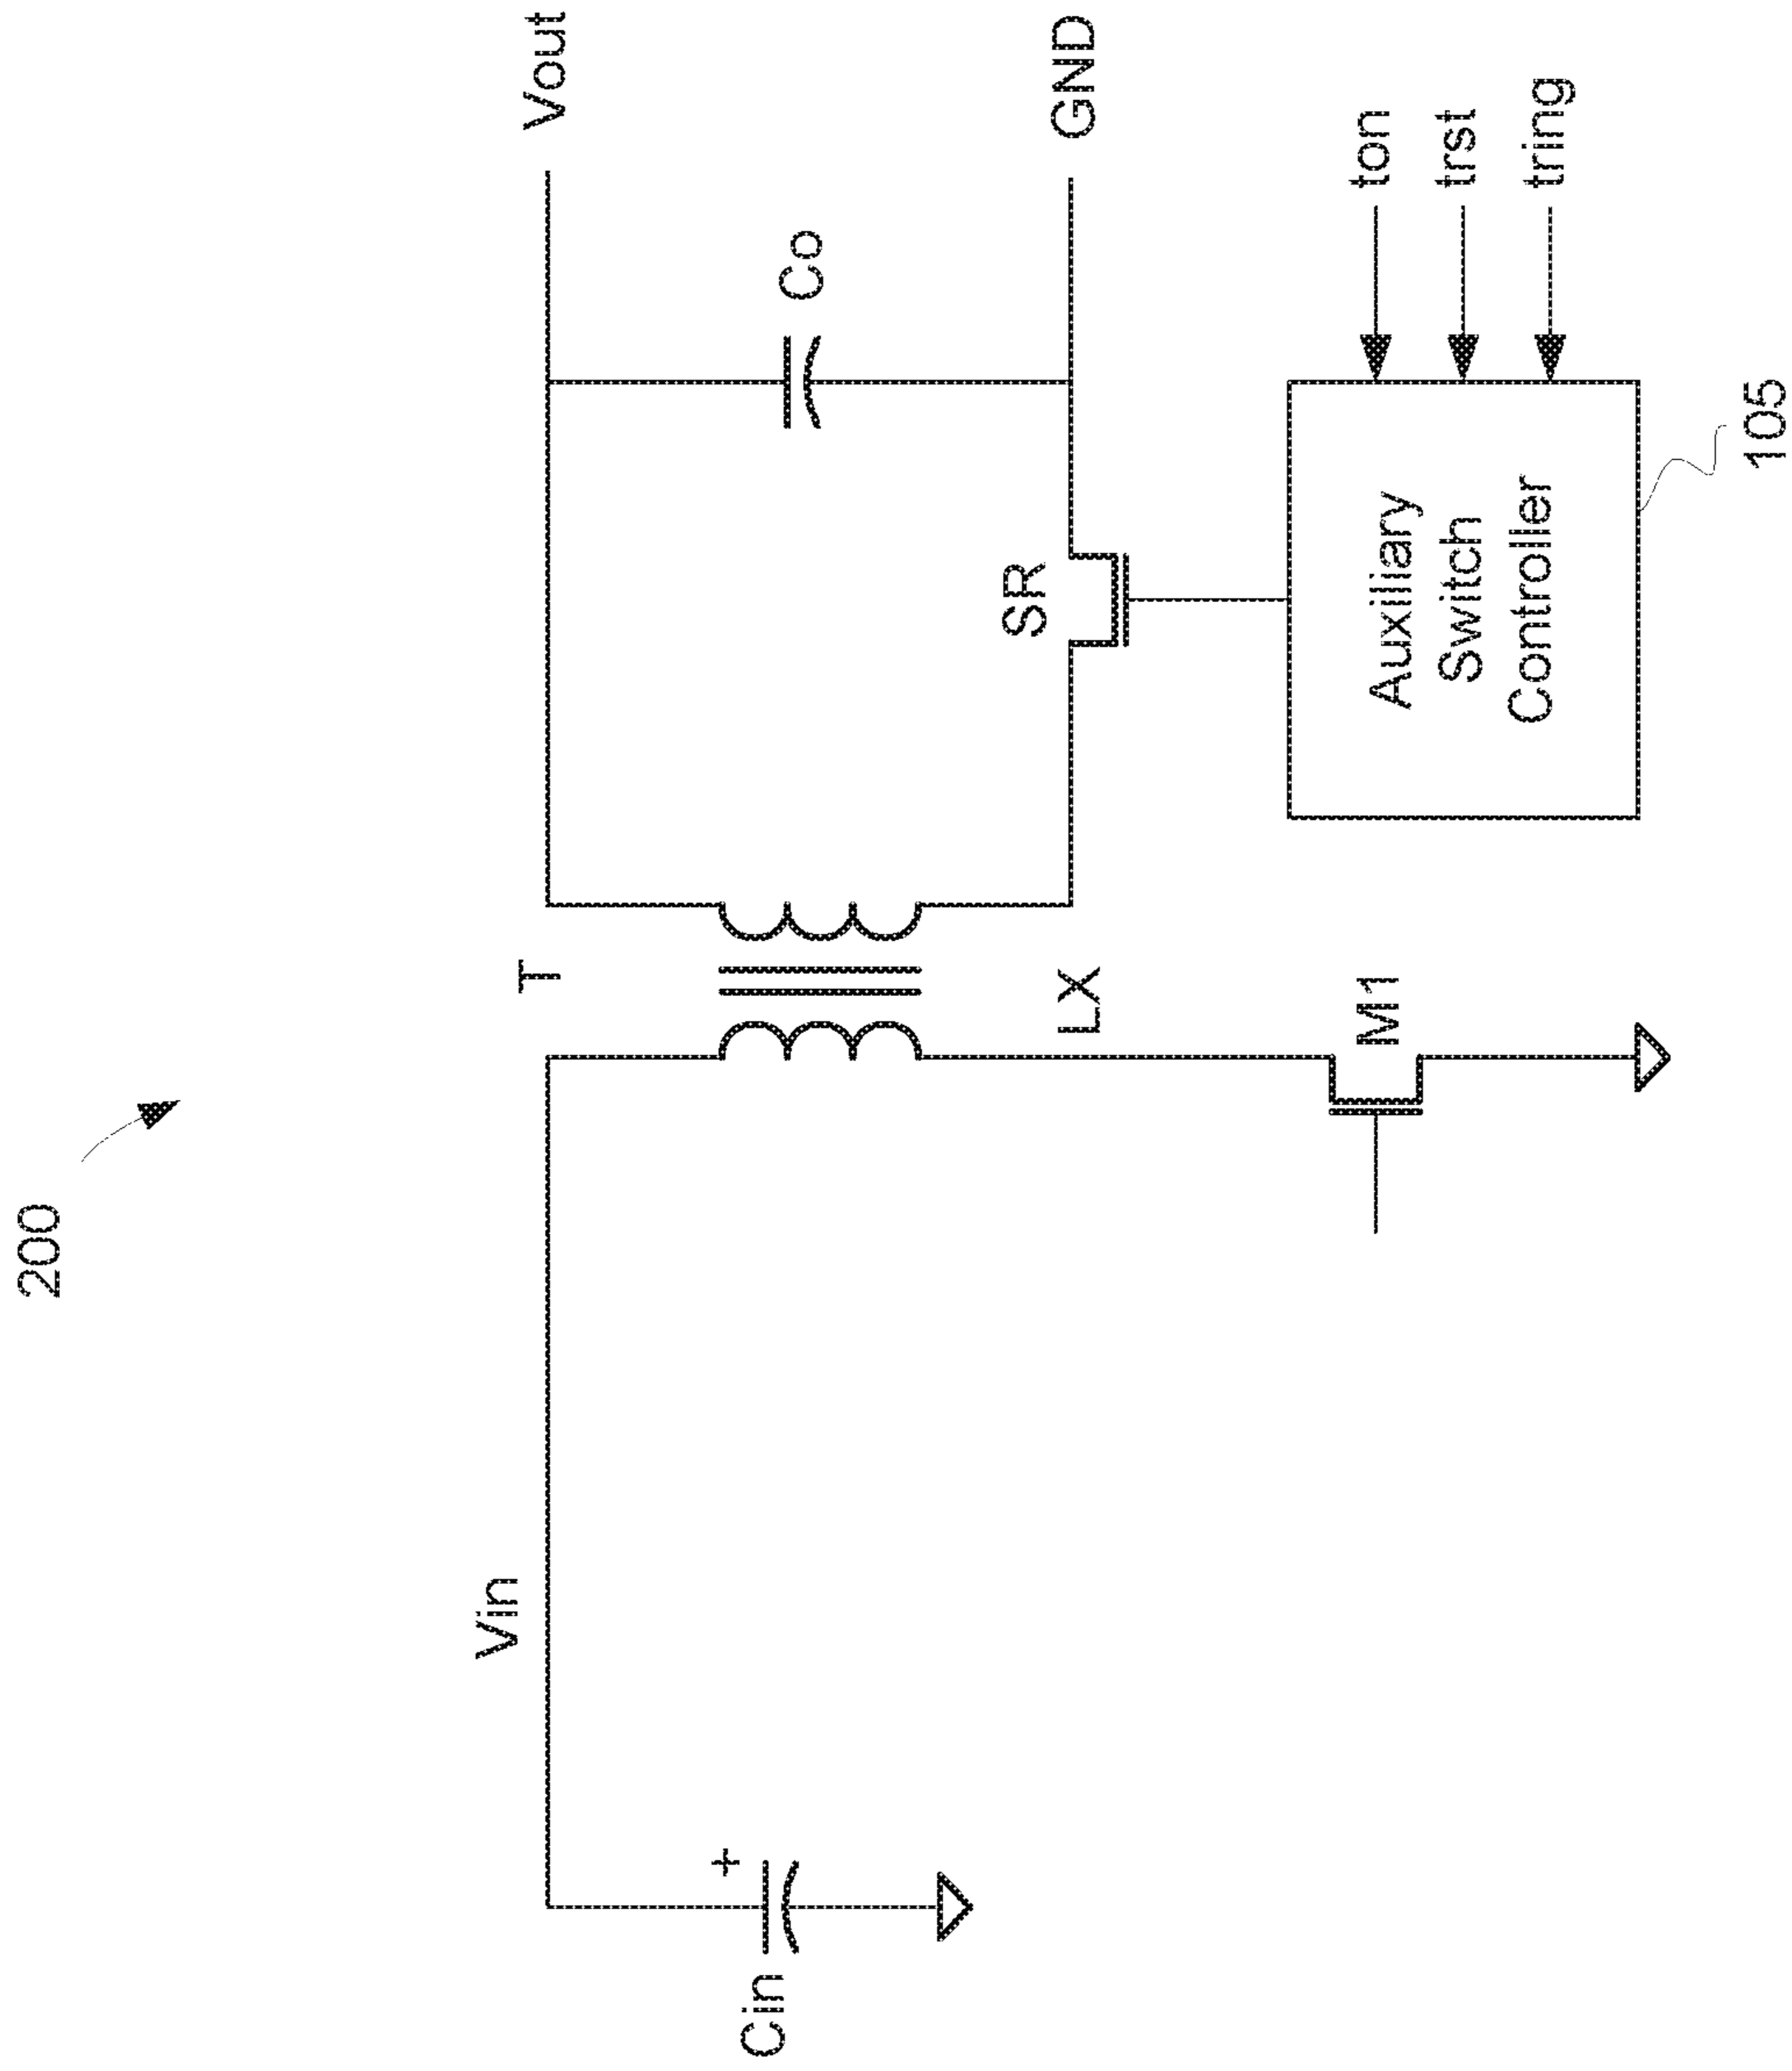 200
Vin
T
Vout
Cin
+
Co
LX
SR
GND
M1
Auxiliary
Switch
Controller
ton
trst
tring
105